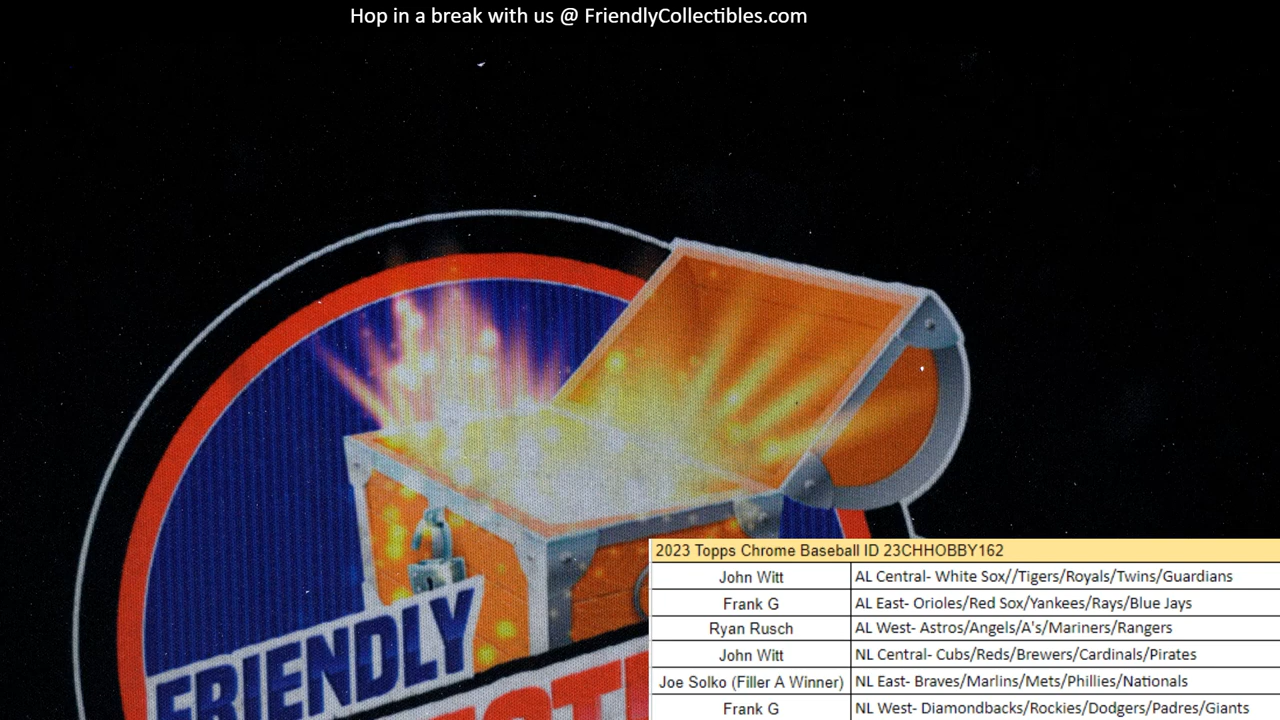 Hop in a break with us @ FriendlyCollectibles.com
FRIENDLY
2023 Topps Chrome Baseball ID 23CHHOBBY162
John Witt AL Central- White Sox//Tigers/Royals/Twins/Guardians
Frank G AL East- Orioles/Red Sox/Yankees/Rays/Blue Jays
Ryan Rusch AL West- Astros/Angels/A's/Mariners/Rangers
John Witt NL Central- Cubs/Reds/Brewers/Cardinals/Pirates
Joe Solko (Filler A Winner) NL East- Braves/Marlins/Mets/Phillies/Nationals
Frank G NL West- Diamondbacks/Rockies/Dodgers/Padres/Giants